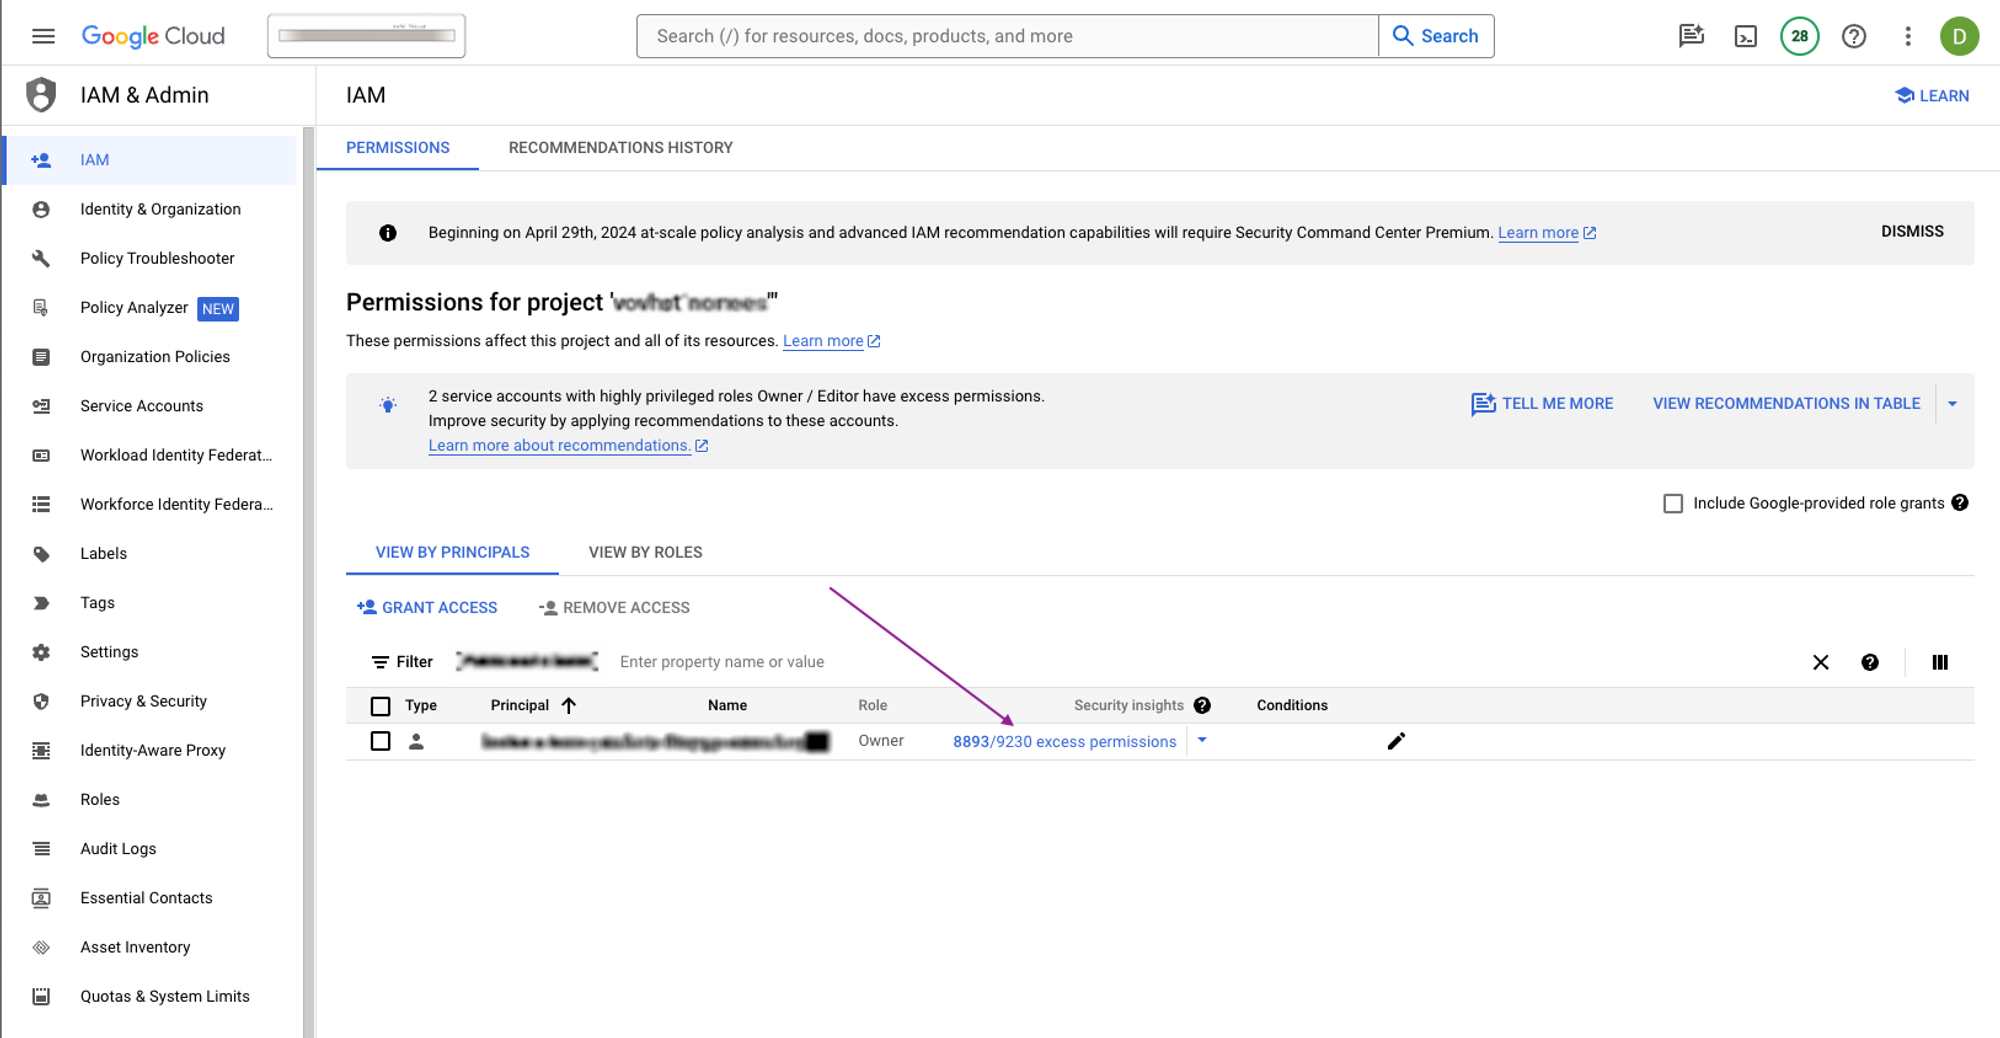 Google Cloud
Search (/) for resources, docs, products, and more
Search
28
D
IAM & Admin
IAM
LEARN
IAM
Identity & Organization
Policy Troubleshooter
Policy Analyzer NEW
Organization Policies
Service Accounts
Workload Identity Federat...
Workforce Identity Federa...
Labels
Tags
Settings
Privacy & Security
Identity-Aware Proxy
Roles
Audit Logs
Essential Contacts
Asset Inventory
Quotas & System Limits
PERMISSIONS
RECOMMENDATIONS HISTORY
Beginning on April 29th, 2024 at-scale policy analysis and advanced IAM recommendation capabilities will require Security Command Center Premium. Learn more
DISMISS
Permissions for project '
These permissions affect this project and all of its resources. Learn more
2 service accounts with highly privileged roles Owner / Editor have excess permissions.
Improve security by applying recommendations to these accounts.
Learn more about recommendations.
TELL ME MORE
VIEW RECOMMENDATIONS IN TABLE
Include Google-provided role grants
VIEW BY PRINCIPALS
VIEW BY ROLES
GRANT ACCESS
REMOVE ACCESS
Filter
Enter property name or value
Type Principal Name Role Security insights Conditions
Owner 8893/9230 excess permissions